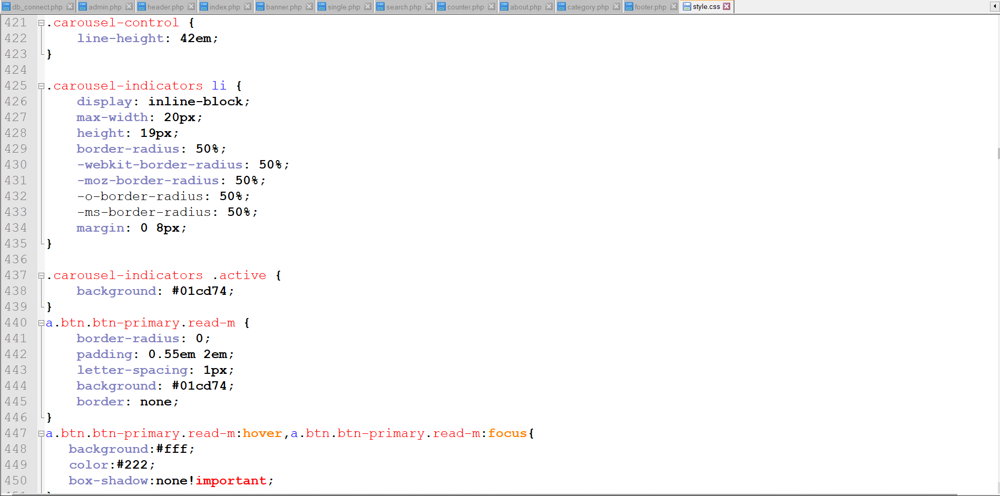 db_connect.php admin.php header.php index.php banner.php single.php search.php counter.php about.php category.php footer.php style.css
421 .carousel-control {
422     line-height: 42em;
423 }
424
425 .carousel-indicators li {
426     display: inline-block;
427     max-width: 20px;
428     height: 19px;
429     border-radius: 50%;
430     -webkit-border-radius: 50%;
431     -moz-border-radius: 50%;
432     -o-border-radius: 50%;
433     -ms-border-radius: 50%;
434     margin: 0 8px;
435 }
436
437 .carousel-indicators .active {
438     background: #01cd74;
439 }
440 a.btn.btn-primary.read-m {
441     border-radius: 0;
442     padding: 0.55em 2em;
443     letter-spacing: 1px;
444     background: #01cd74;
445     border: none;
446 }
447 a.btn.btn-primary.read-m:hover,a.btn.btn-primary.read-m:focus{
448    background:#fff;
449    color:#222;
450    box-shadow:none!important;